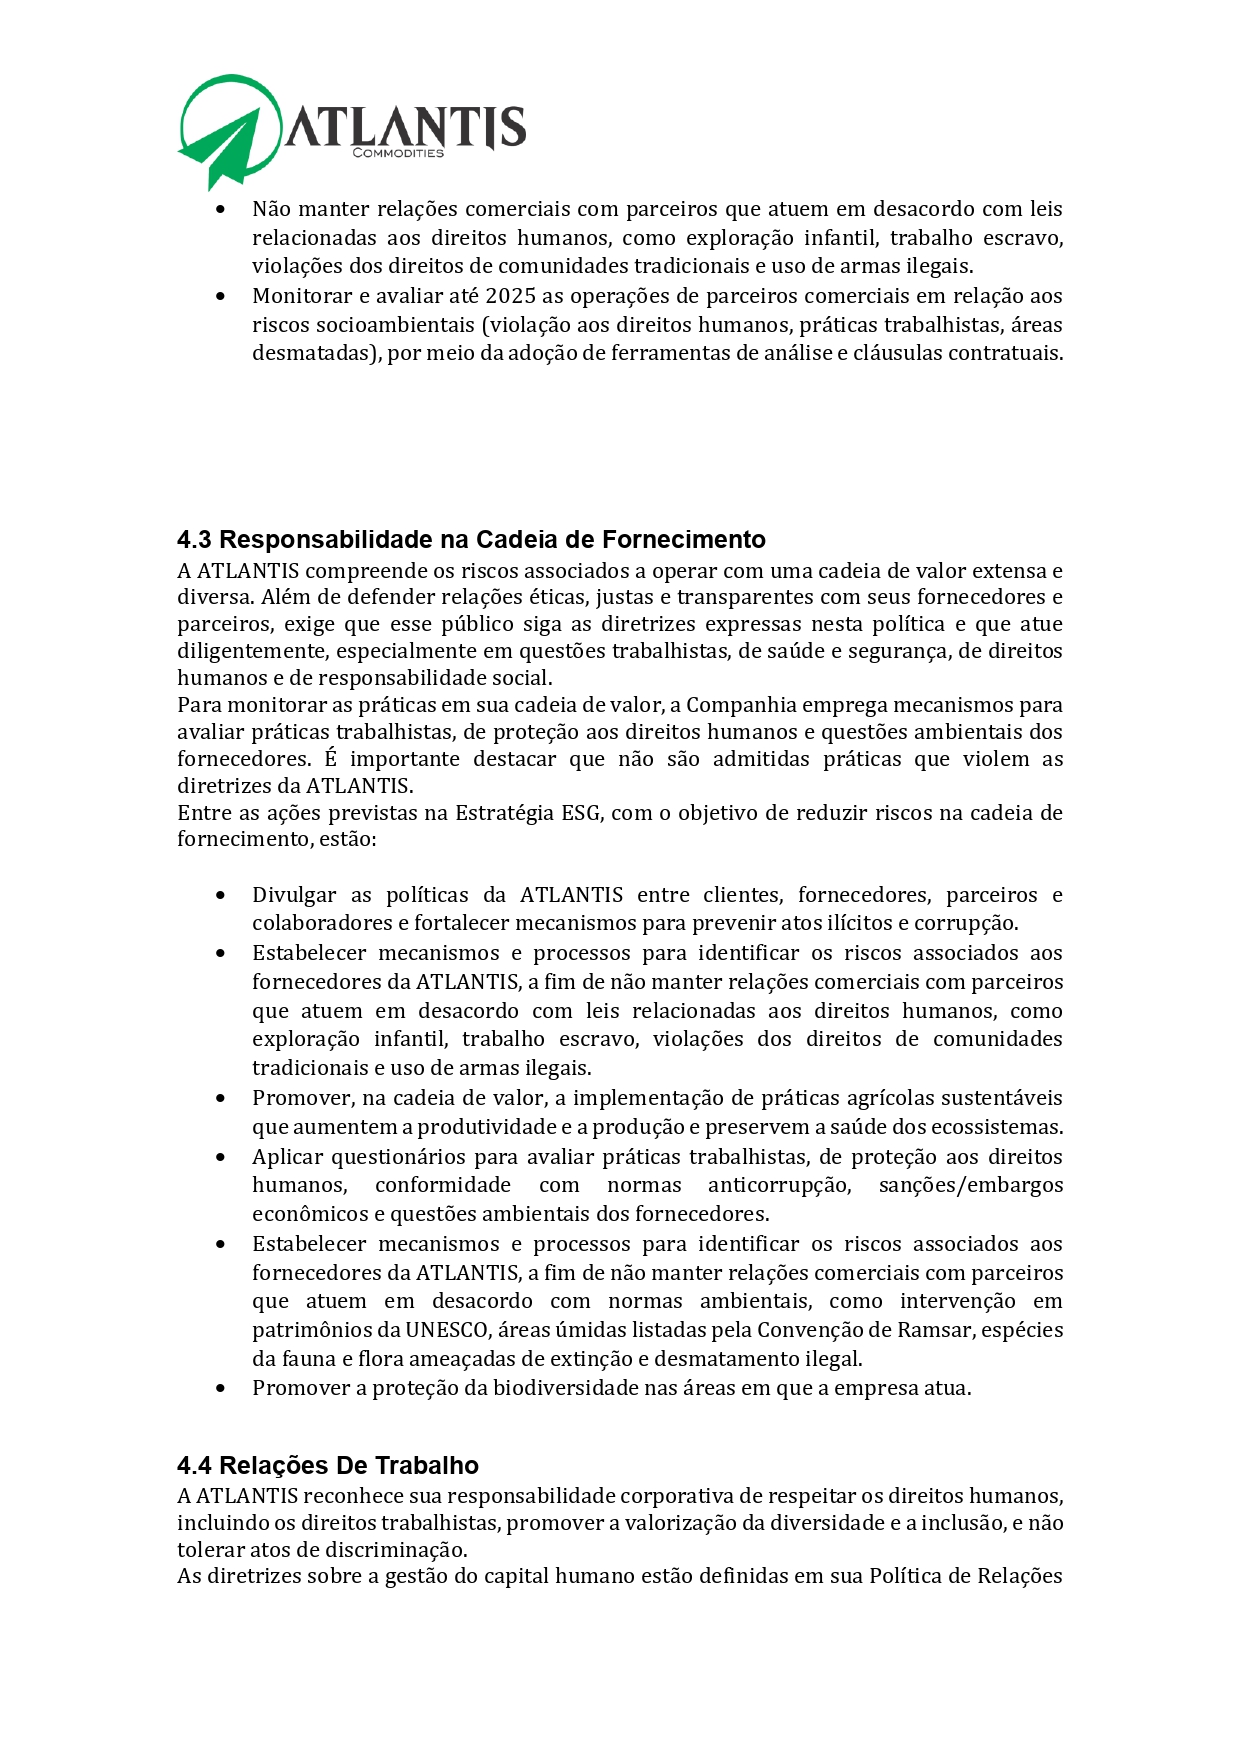 ATLANTIS
COMMODITIES
• Não manter relações comerciais com parceiros que atuem em desacordo com leis
relacionadas aos direitos humanos, como exploração infantil, trabalho escravo,
violações dos direitos de comunidades tradicionais e uso de armas ilegais.
• Monitorar e avaliar até 2025 as operações de parceiros comerciais em relação aos
riscos socioambientais (violação aos direitos humanos, práticas trabalhistas, áreas
desmatadas), por meio da adoção de ferramentas de análise e cláusulas contratuais.
4.3 Responsabilidade na Cadeia de Fornecimento
A ATLANTIS compreende os riscos associados a operar com uma cadeia de valor extensa e
diversa. Além de defender relações éticas, justas e transparentes com seus fornecedores e
parceiros, exige que esse público siga as diretrizes expressas nesta política e que atue
diligentemente, especialmente em questões trabalhistas, de saúde e segurança, de direitos
humanos e de responsabilidade social.
Para monitorar as práticas em sua cadeia de valor, a Companhia emprega mecanismos para
avaliar práticas trabalhistas, de proteção aos direitos humanos e questões ambientais dos
fornecedores. É importante destacar que não são admitidas práticas que violem as
diretrizes da ATLANTIS.
Entre as ações previstas na Estratégia ESG, com o objetivo de reduzir riscos na cadeia de
fornecimento, estão:
• Divulgar as políticas da ATLANTIS entre clientes, fornecedores, parceiros e
colaboradores e fortalecer mecanismos para prevenir atos ilícitos e corrupção.
• Estabelecer mecanismos e processos para identificar os riscos associados aos
fornecedores da ATLANTIS, a fim de não manter relações comerciais com parceiros
que atuem em desacordo com leis relacionadas aos direitos humanos, como
exploração infantil, trabalho escravo, violações dos direitos de comunidades
tradicionais e uso de armas ilegais.
• Promover, na cadeia de valor, a implementação de práticas agrícolas sustentáveis
que aumentem a produtividade e a produção e preservem a saúde dos ecossistemas.
• Aplicar questionários para avaliar práticas trabalhistas, de proteção aos direitos
humanos, conformidade com normas anticorrupção, sanções/embargos
econômicos e questões ambientais dos fornecedores.
• Estabelecer mecanismos e processos para identificar os riscos associados aos
fornecedores da ATLANTIS, a fim de não manter relações comerciais com parceiros
que atuem em desacordo com normas ambientais, como intervenção em
patrimônios da UNESCO, áreas úmidas listadas pela Convenção de Ramsar, espécies
da fauna e flora ameaçadas de extinção e desmatamento ilegal.
• Promover a proteção da biodiversidade nas áreas em que a empresa atua.
4.4 Relações De Trabalho
A ATLANTIS reconhece sua responsabilidade corporativa de respeitar os direitos humanos,
incluindo os direitos trabalhistas, promover a valorização da diversidade e a inclusão, e não
tolerar atos de discriminação.
As diretrizes sobre a gestão do capital humano estão definidas em sua Política de Relações